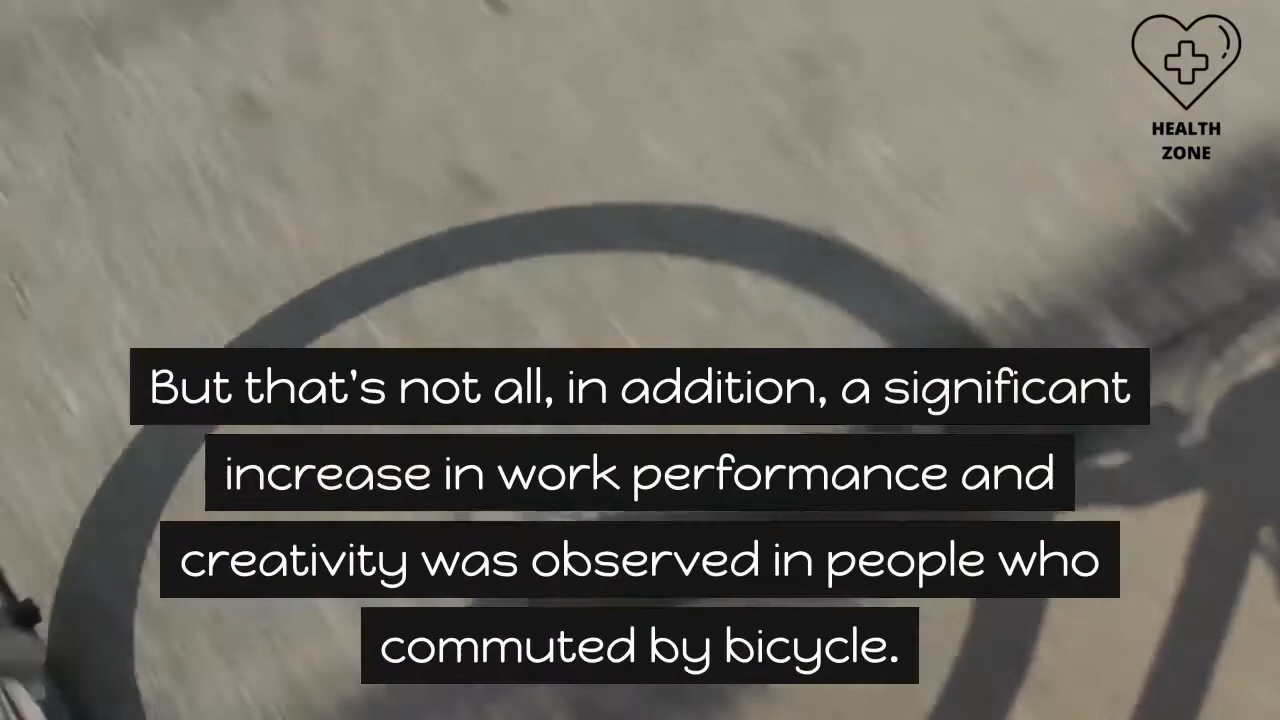 HEALTH
ZONE
But that's not all, in addition, a significant
increase in work performance and
creativity was observed in people who
commuted by bicycle.